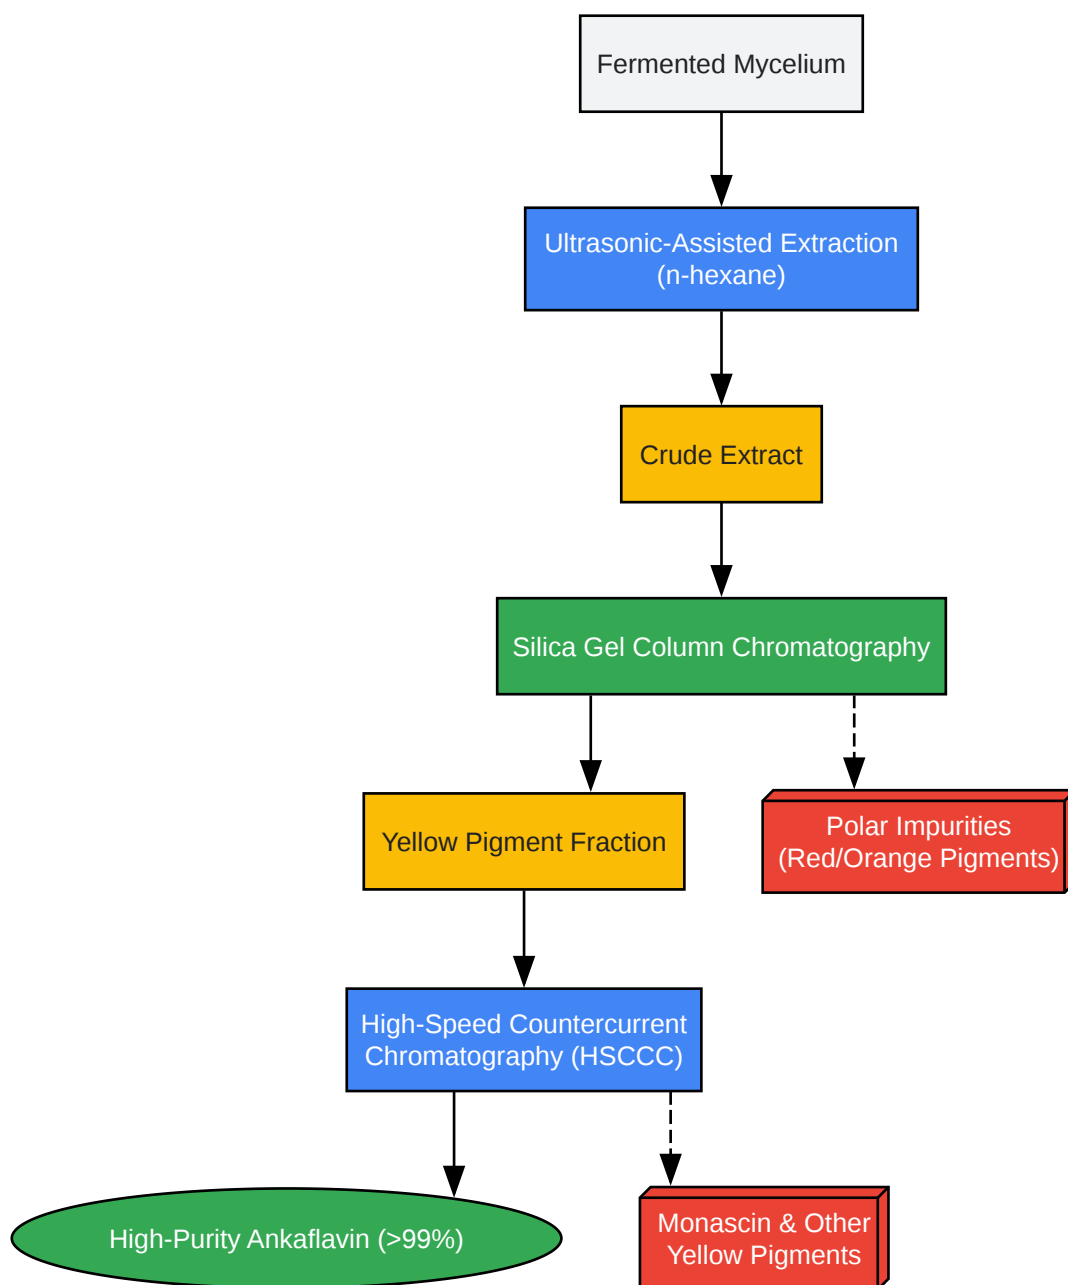 Fermented Mycelium
Ultrasonic-Assisted Extraction
(n-hexane)
Crude Extract
Silica Gel Column Chromatography
Yellow Pigment Fraction
Polar Impurities
(Red/Orange Pigments)
High-Speed Countercurrent
Chromatography (HSCCC)
High-Purity Ankaflavin (>99%)
Monascin & Other
Yellow Pigments